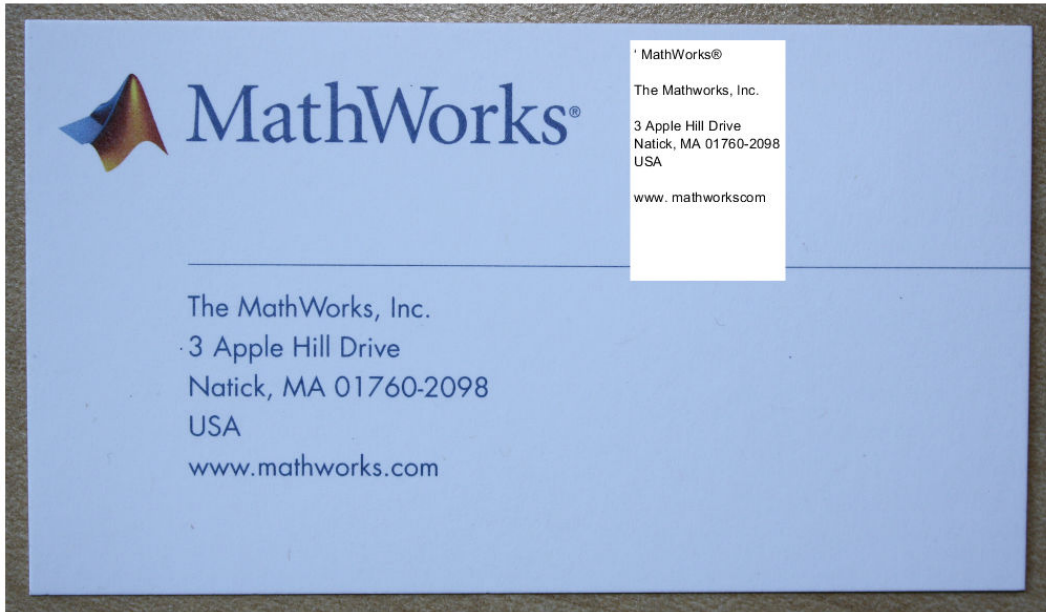 MathWorks®
The MathWorks, Inc.
3 Apple Hill Drive
Natick, MA 01760-2098
USA
www.mathworks.com
' MathWorks®
The Mathworks, Inc.
3 Apple Hill Drive
Natick, MA 01760-2098
USA
www. mathworkscom